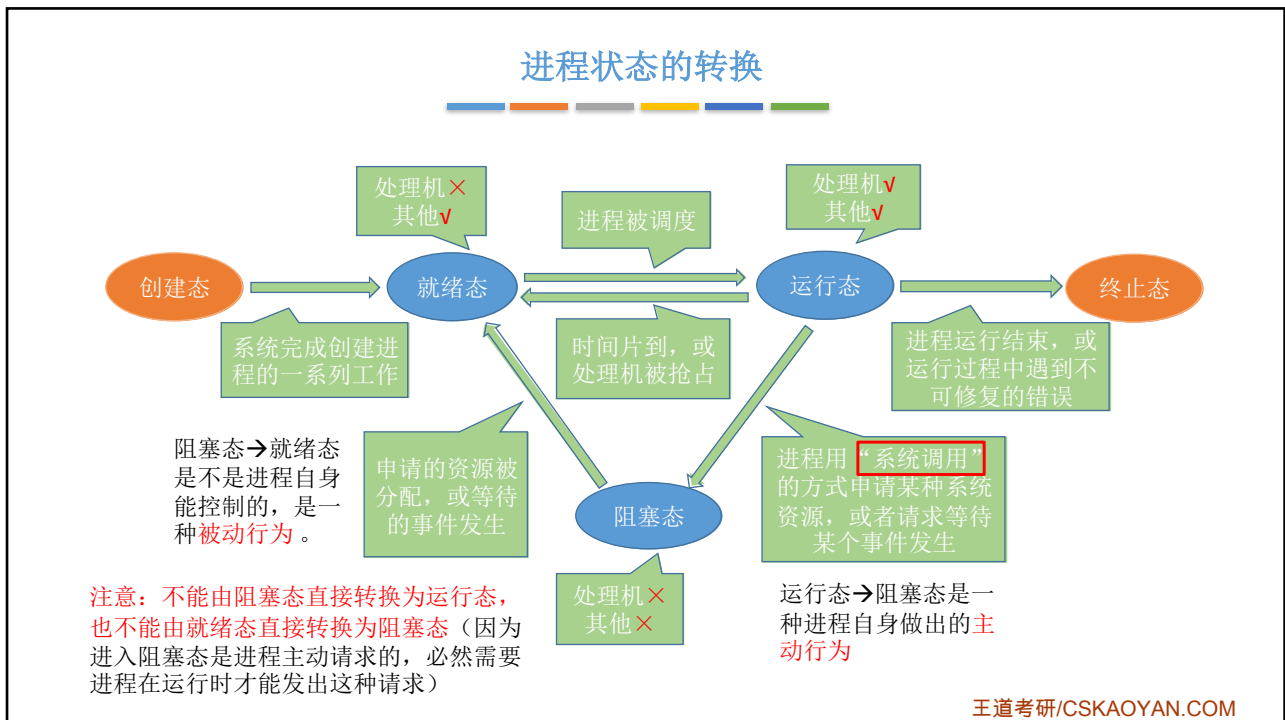 进程状态的转换
处理机×
其他√
进程被调度
处理机√
其他√
创建态
就绪态
运行态
终止态
系统完成创建进
程的一系列工作
时间片到，或
处理机被抢占
进程运行结束，或
运行过程中遇到不
可修复的错误
阻塞态→就绪态
是不是进程自身
能控制的，是一
种被动行为。
申请的资源被
分配，或等待
的事件发生
阻塞态
进程用“系统调用”
的方式申请某种系统
资源，或者请求等待
某个事件发生
处理机×
其他×
运行态→阻塞态是一
种进程自身做出的主
动行为
注意：不能由阻塞态直接转换为运行态，
也不能由就绪态直接转换为阻塞态（因为
进入阻塞态是进程主动请求的，必然需要
进程在运行时才能发出这种请求）
王道考研/CSKAOYAN.COM